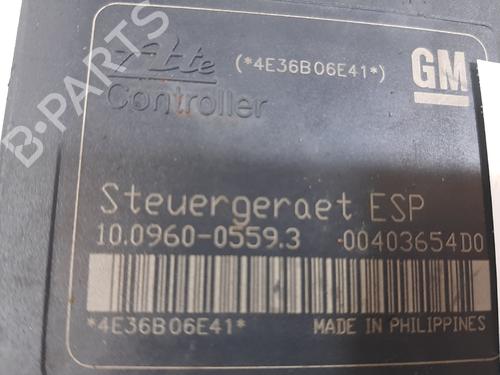 Ate
(*4E36B06E41*)
GM
Controller
B-PARTS
Steuergeraet ESP
10.0960-0559.3 00403654D0
*4E36B06E41* MADE IN PHILIPPINES